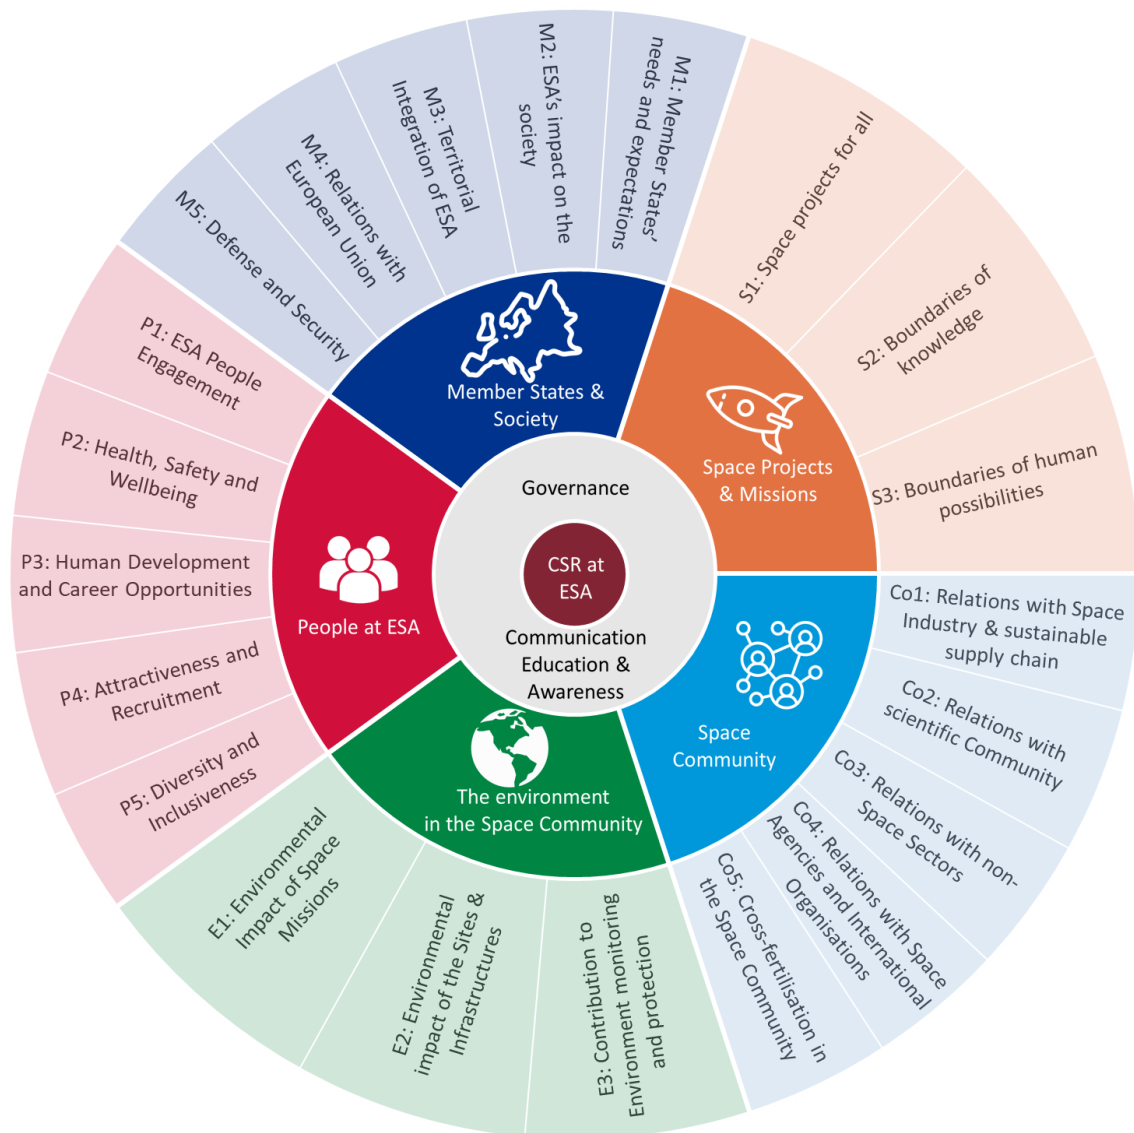 CSR at
ESA
Governance
Communication
Education &
Awareness
Member States &
Society
M1: Member States'
needs and expectations
M2: ESA's impact on the
society
M3: Territorial
Integration of ESA
M4: Relations with
European Union
M5: Defense and Security
Space Projects
& Missions
S1: Space projects for all
S2: Boundaries of
knowledge
S3: Boundaries of human
possibilities
Space
Community
Co1: Relations with Space
Industry & sustainable
supply chain
Co2: Relations with
scientific Community
Co3: Relations with non-
Space Sectors
Co4: Relations with Space
Agencies and International
Organisations
Co5: Cross-fertilisation in
the Space Community
The environment
in the Space Community
E1: Environmental
Impact of Space
Missions
E2: Environmental
impact of the Sites &
Infrastructures
E3: Contribution to
Environment monitoring
and protection
People at ESA
P1: ESA People
Engagement
P2: Health, Safety and
Wellbeing
P3: Human Development
and Career Opportunities
P4: Attractiveness and
Recruitment
P5: Diversity and
Inclusiveness